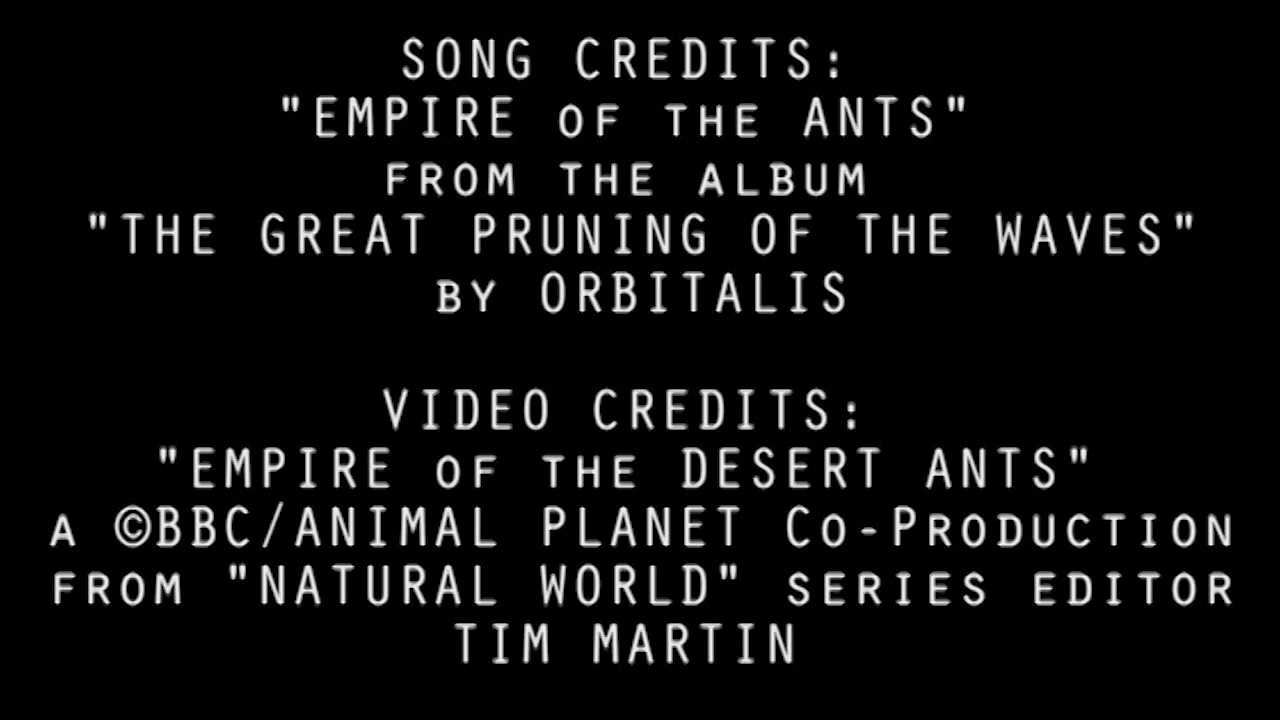 SONG CREDITS:
"EMPIRE OF THE ANTS"
FROM THE ALBUM
"THE GREAT PRUNING OF THE WAVES"
BY ORBITALIS
VIDEO CREDITS:
"EMPIRE OF THE DESERT ANTS"
A ©BBC/ANIMAL PLANET CO-PRODUCTION
FROM "NATURAL WORLD" SERIES EDITOR
TIM MARTIN